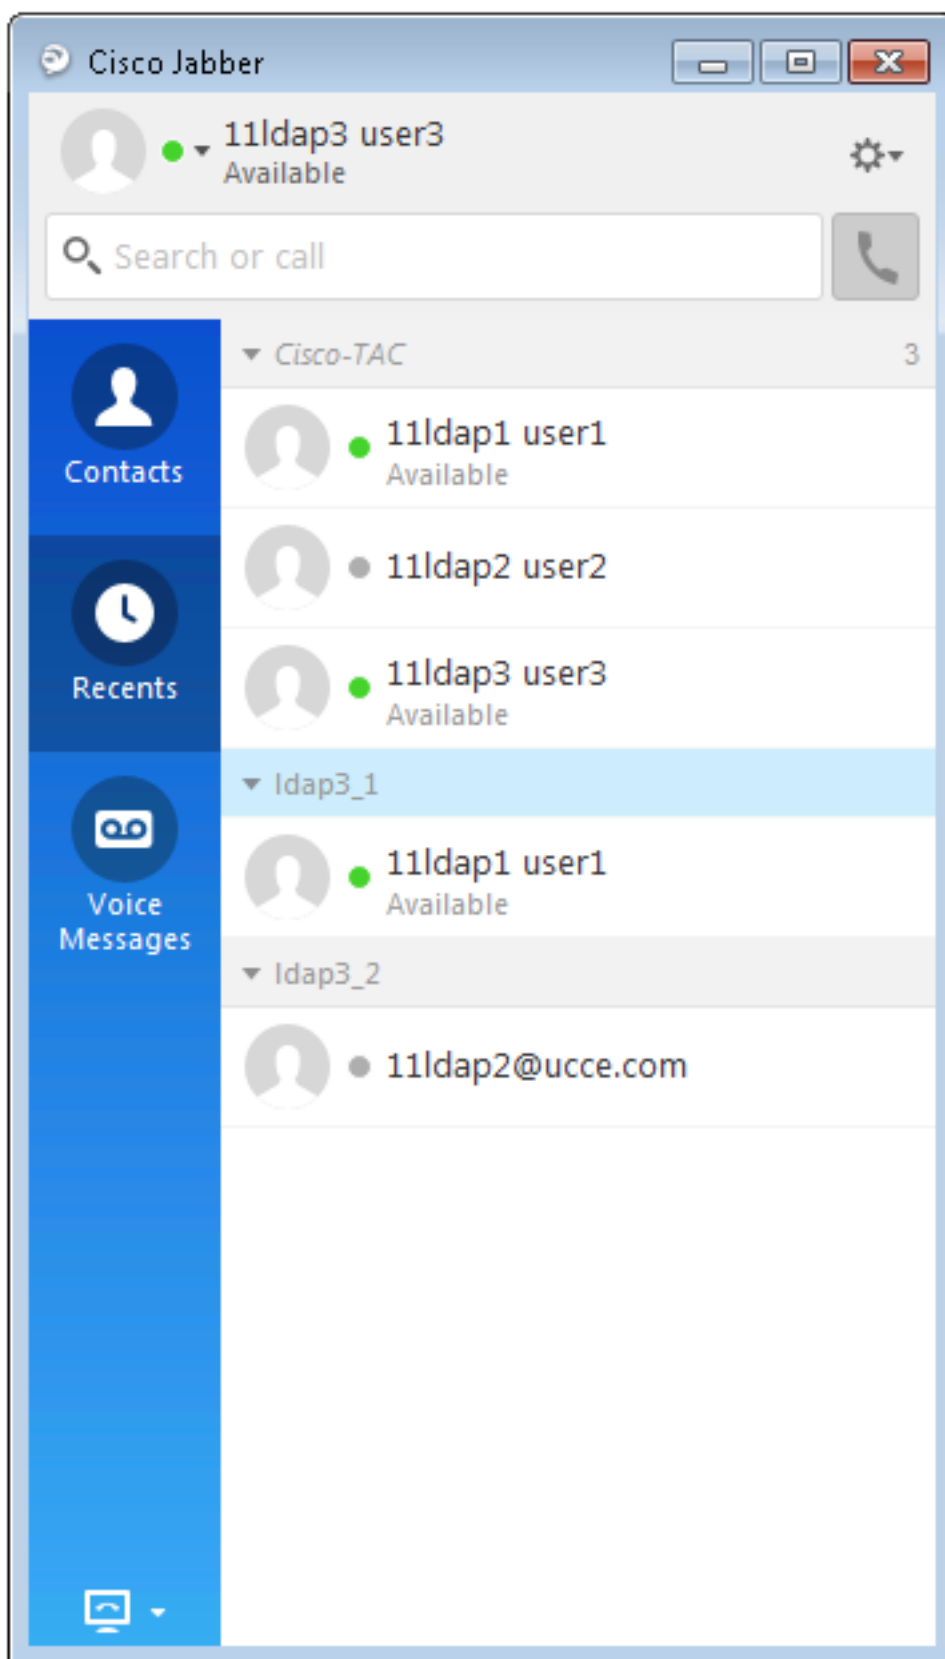 Cisco Jabber
11ldap3 user3
Available
Search or call
Contacts
Recents
Voice
Messages
Cisco-TAC 3
11ldap1 user1
Available
11ldap2 user2
11ldap3 user3
Available
ldap3_1
11ldap1 user1
Available
ldap3_2
11ldap2@ucce.com